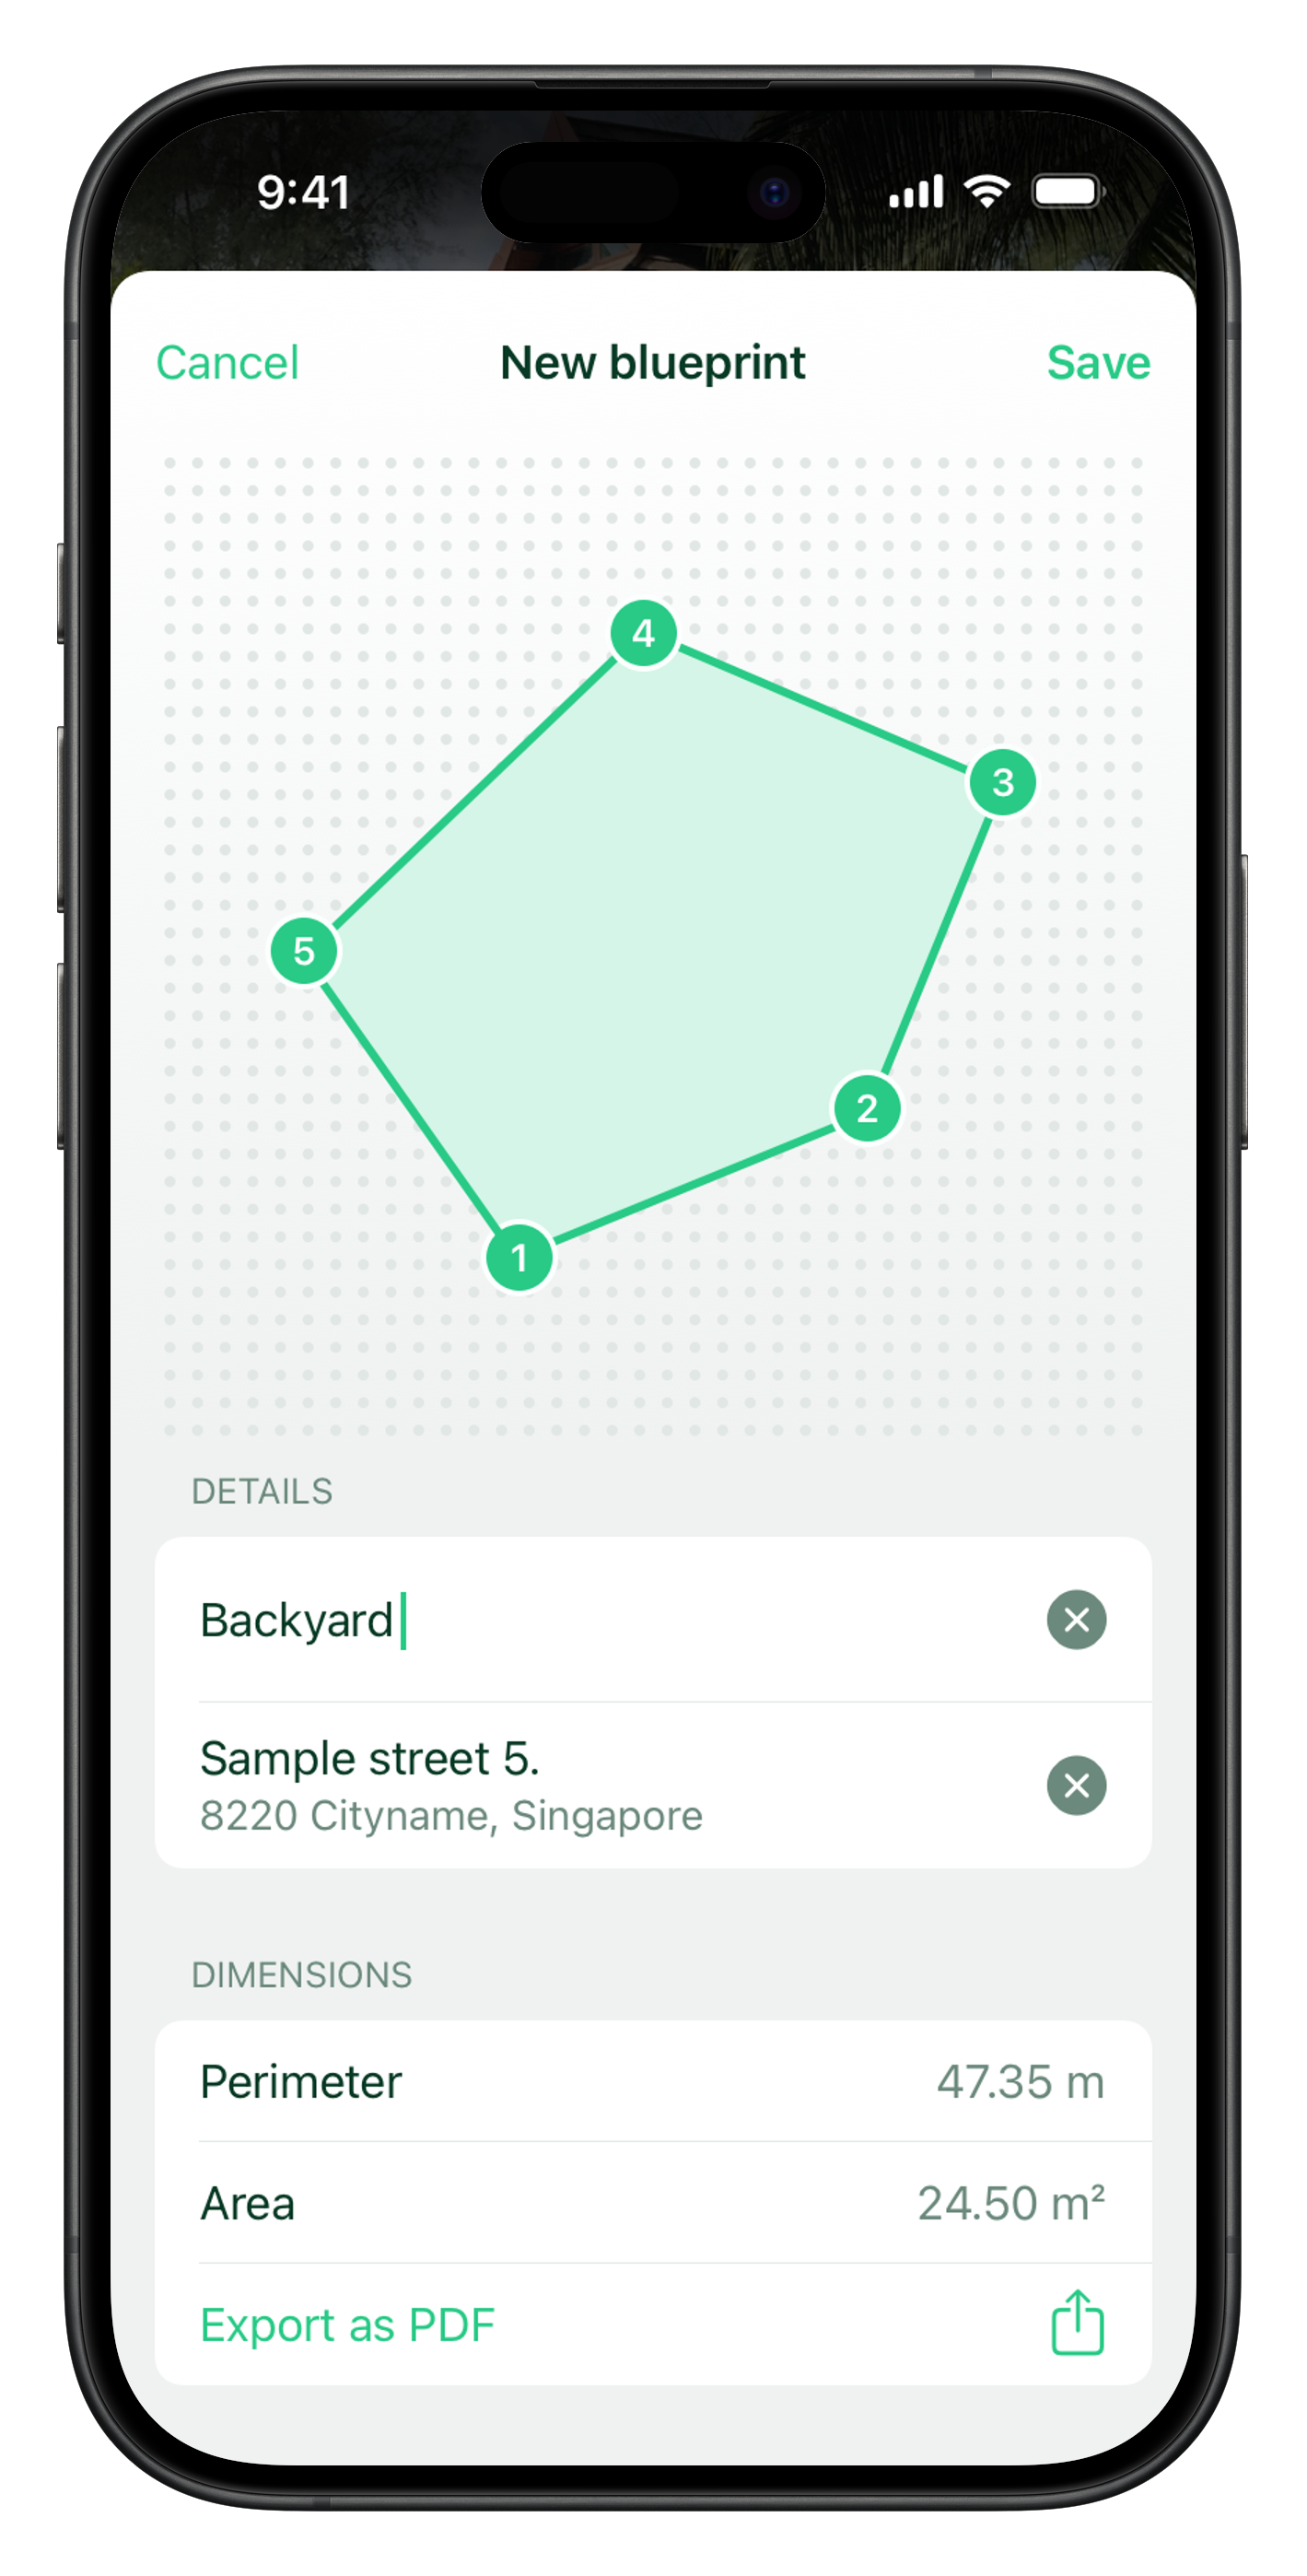 9:41
Cancel New blueprint Save
4
3
5
2
1
DETAILS
Backyard
Sample street 5.
8220 Cityname, Singapore
DIMENSIONS
Perimeter 47.35 m
Area 24.50 m²
Export as PDF